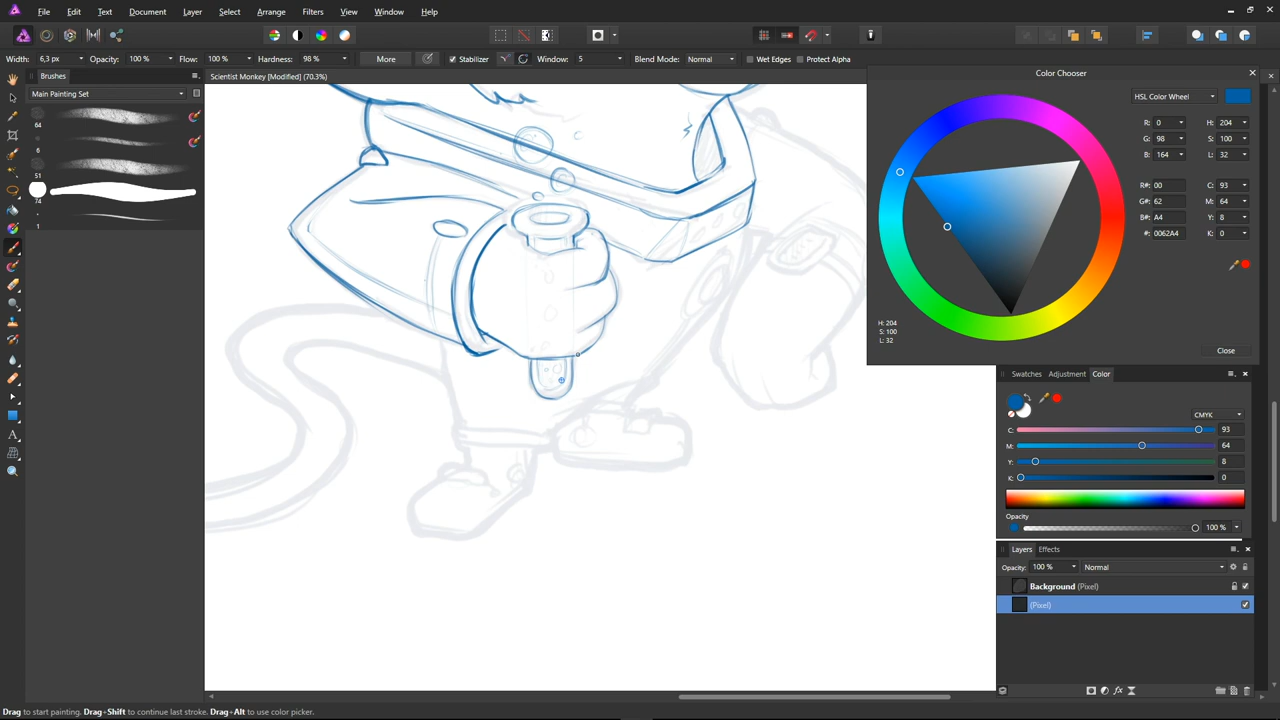 File Edit Text Document Layer Select Arrange Filters View Window Help
Width: 6,3 px Opacity: 100 % Flow: 100 % Hardness: 98 % More Stabilizer Window: 5 Blend Mode: Normal Wet Edges Protect Alpha
Brushes
Scientist Monkey [Modified] (70.3%)
Main Painting Set
64
6
51
74
1
Color Chooser
HSL Color Wheel
R: 0 H: 204
G: 98 S: 100
B: 164 L: 32
R#: 00 C: 93
G#: 62 M: 64
B#: A4 Y: 8
#: 0062A4 K: 0
H: 204
S: 100
L: 32
Close
Swatches Adjustment Color
CMYK
C: 93
M: 64
Y: 8
K: 0
Opacity
100 %
Layers Effects
Opacity: 100 % Normal
Background (Pixel)
(Pixel)
Drag to start painting. Drag+Shift to continue last stroke. Drag+Alt to use color picker.